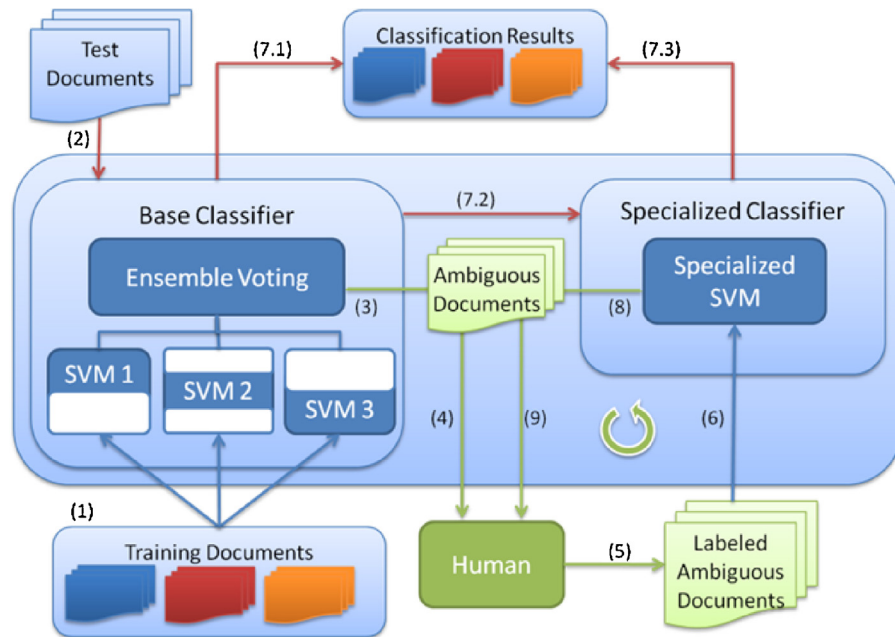 Test
Documents
(7.1)
Classification Results
(7.3)
(2)
Base Classifier
(7.2)
Specialized Classifier
Ensemble Voting
(3)
Ambiguous
Documents
(8)
Specialized
SVM
SVM 1
SVM 2
SVM 3
(4)
(9)
(6)
(1)
Training Documents
Human
(5)
Labeled
Ambiguous
Documents